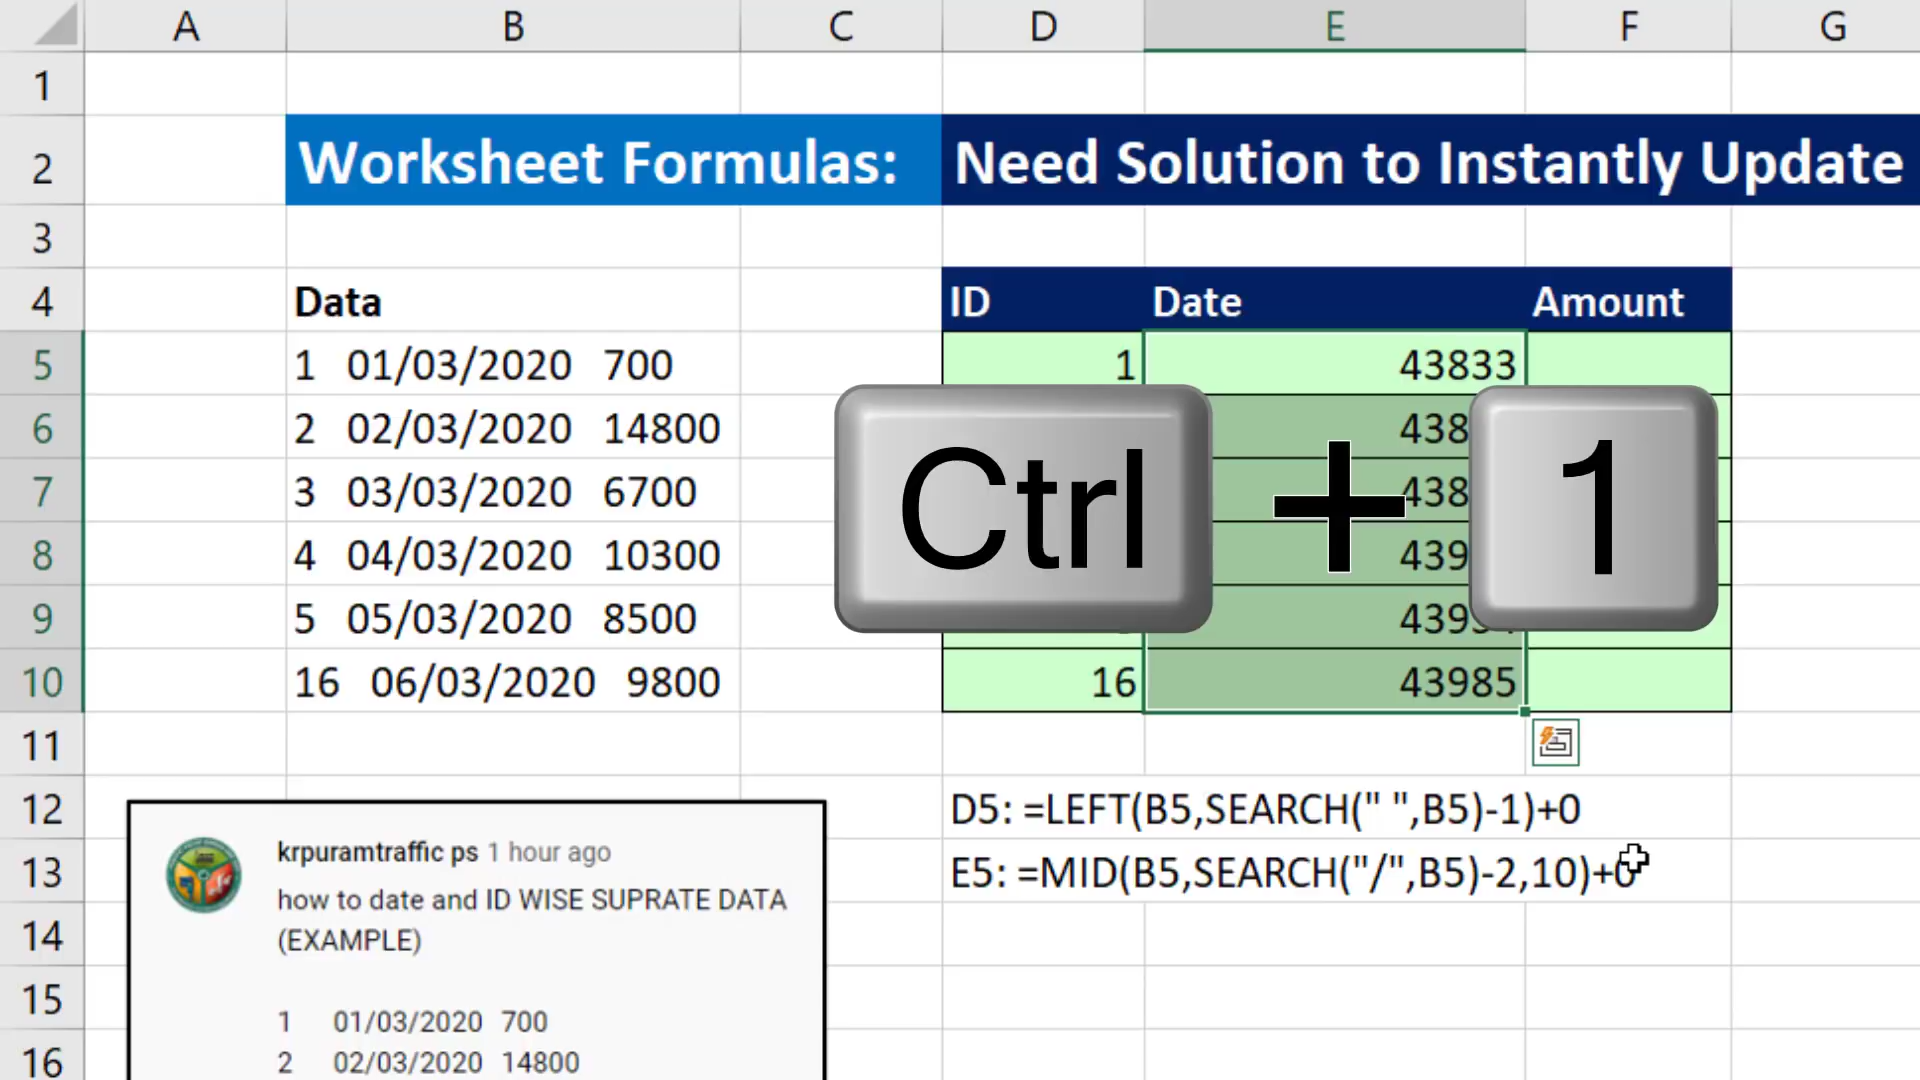 A B C D E F G
1
2 Worksheet Formulas: Need Solution to Instantly Update
3
4 Data ID Date Amount
5 1 01/03/2020 700 1 43833
6 2 02/03/2020 14800 438
7 3 03/03/2020 6700 438
8 4 04/03/2020 10300 439
9 5 05/03/2020 8500 439
10 16 06/03/2020 9800 16 43985
Ctrl + 1
11
12 D5: =LEFT(B5,SEARCH(" ",B5)-1)+0
13 E5: =MID(B5,SEARCH("/",B5)-2,10)+0
14
15
16
krpuramtraffic ps 1 hour ago
how to date and ID WISE SUPRATE DATA
(EXAMPLE)
1 01/03/2020 700
2 02/03/2020 14800